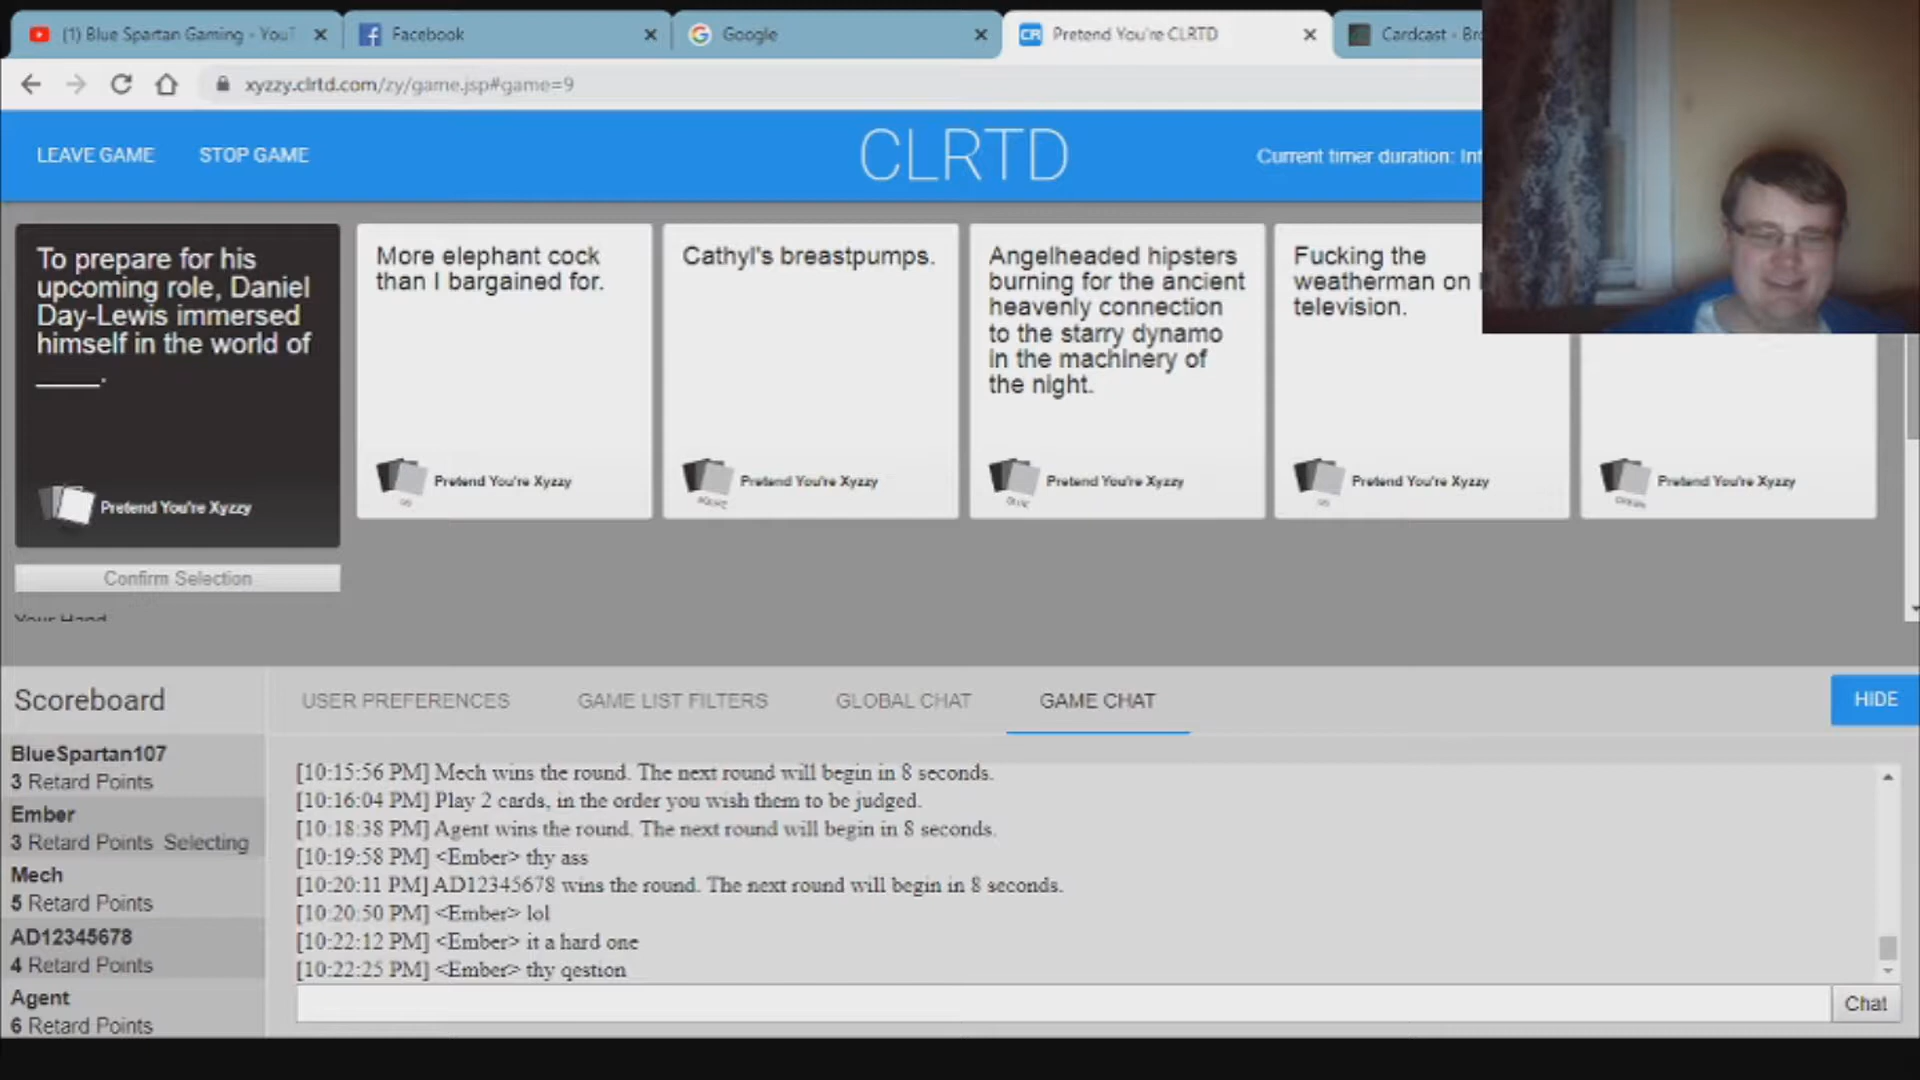 (1) Blue Spartan Gaming - YouT
Facebook
Google
CR
Pretend You're CLRTD
Cardcast - Bro
xyzzy.clrtd.com/zy/game.jsp#game=9
LEAVE GAME
STOP GAME
CLRTD
Current timer duration: Inf
To prepare for his
upcoming role, Daniel
Day-Lewis immersed
himself in the world of
_____.
Pretend You're Xyzzy
More elephant cock
than I bargained for.
US
Pretend You're Xyzzy
Cathyl's breastpumps.
Pretend You're Xyzzy
Angelheaded hipsters
burning for the ancient
heavenly connection
to the starry dynamo
in the machinery of
the night.
Pretend You're Xyzzy
Fucking the
weatherman on
television.
US
Pretend You're Xyzzy
Pretend You're Xyzzy
Confirm Selection
Your Hand
Scoreboard
BlueSpartan107
3 Retard Points
Ember
3 Retard Points Selecting
Mech
5 Retard Points
AD12345678
4 Retard Points
Agent
6 Retard Points
USER PREFERENCES
GAME LIST FILTERS
GLOBAL CHAT
GAME CHAT
HIDE
[10:15:56 PM] Mech wins the round. The next round will begin in 8 seconds.
[10:16:04 PM] Play 2 cards, in the order you wish them to be judged.
[10:18:38 PM] Agent wins the round. The next round will begin in 8 seconds.
[10:19:58 PM] <Ember> thy ass
[10:20:11 PM] AD12345678 wins the round. The next round will begin in 8 seconds.
[10:20:50 PM] <Ember> lol
[10:22:12 PM] <Ember> it a hard one
[10:22:25 PM] <Ember> thy qestion
Chat